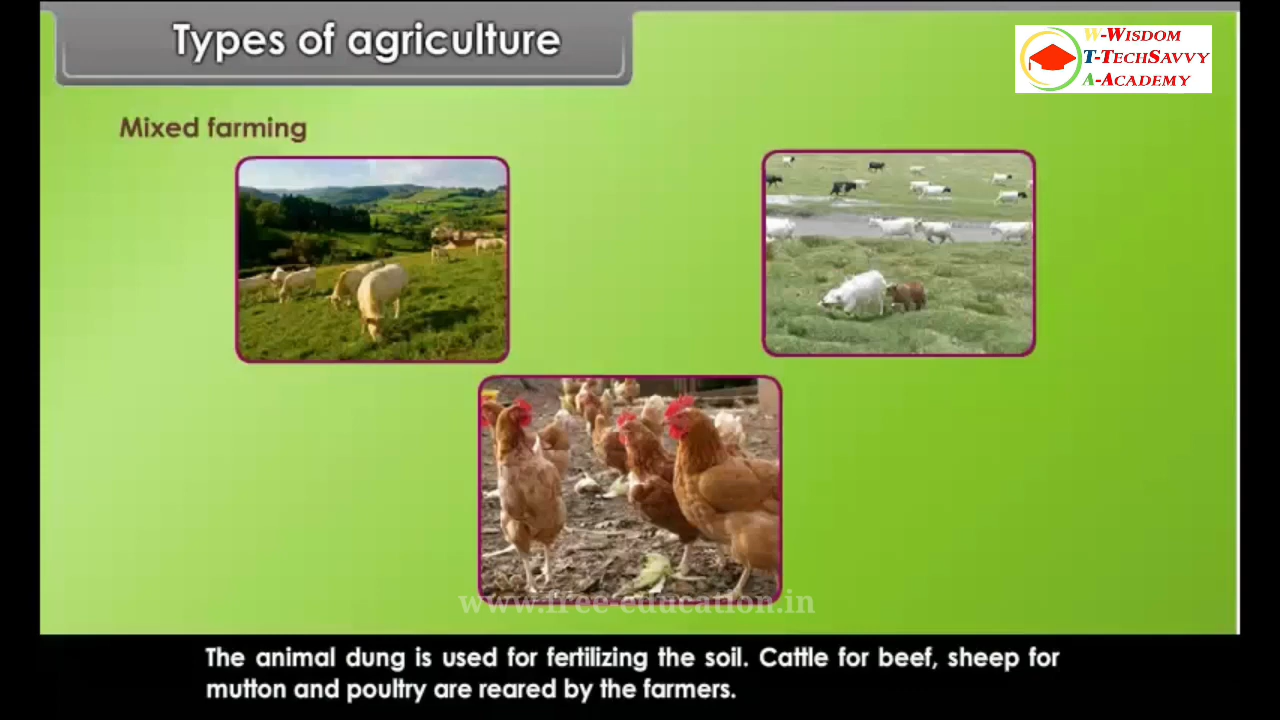 Types of agriculture
W-WISDOM
T-TECHSAVVY
A-ACADEMY
Mixed farming
www.free-education.in
The animal dung is used for fertilizing the soil. Cattle for beef, sheep for
mutton and poultry are reared by the farmers.